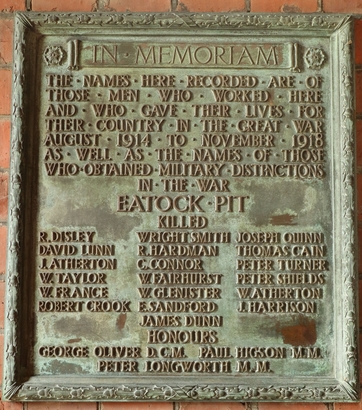 IN · MEMORIAM
THE · NAMES · HERE · RECORDED · ARE · OF
THOSE · MEN · WHO · WORKED · HERE
AND · WHO · GAVE · THEIR · LIVES · FOR
THEIR · COUNTRY · IN · THE · GREAT · WAR
AUGUST · 1914 · TO · NOVEMBER · 1918
AS · WELL · AS · THE · NAMES · OF · THOSE
WHO · OBTAINED · MILITARY · DISTINCTIONS
IN · THE · WAR
EATOCK · PIT
KILLED
R. DISLEY WRIGHT SMITH JOSEPH QUINN
DAVID LUNN R. HARDMAN THOMAS CAIN
J. ATHERTON C. CONNOR PETER TURNER
W. TAYLOR W. FAIRHURST PETER SHIELDS
W. FRANCE W. GLENISTER W. ATHERTON
ROBERT CROOK E. SANDFORD J. HARRISON
JAMES DUNN
HONOURS
GEORGE OLIVER D.C.M. PAUL HIGSON M.M.
PETER LONGWORTH M.M.